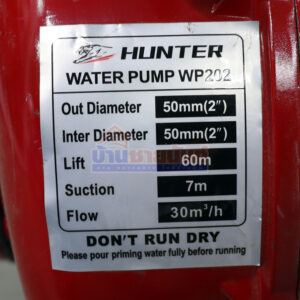 HUNTER
WATER PUMP WP202
Out Diameter 50mm(2")
Inter Diameter 50mm(2")
Lift 60m
Suction 7m
Flow 30m³/h
DON'T RUN DRY
Please pour priming water fully before running